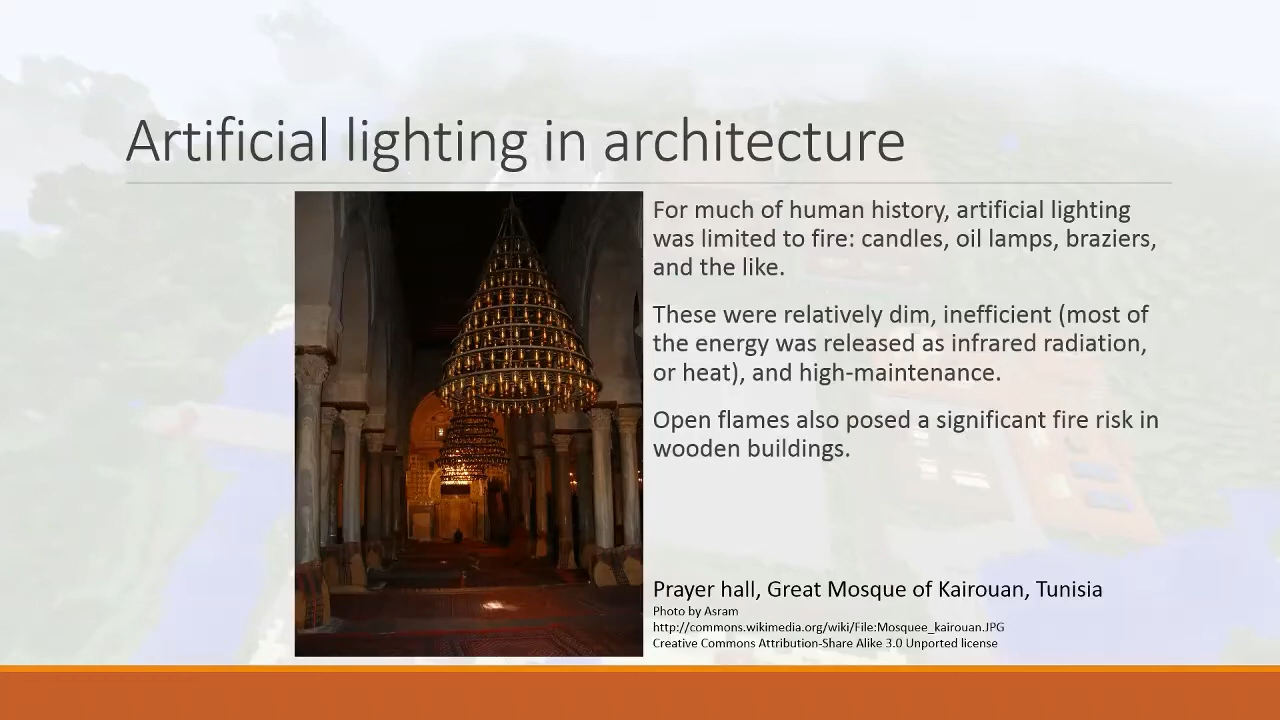 Artificial lighting in architecture
For much of human history, artificial lighting
was limited to fire: candles, oil lamps, braziers,
and the like.
These were relatively dim, inefficient (most of
the energy was released as infrared radiation,
or heat), and high-maintenance.
Open flames also posed a significant fire risk in
wooden buildings.
Prayer hall, Great Mosque of Kairouan, Tunisia
Photo by Asram
http://commons.wikimedia.org/wiki/File:Mosquee_kairouan.JPG
Creative Commons Attribution-Share Alike 3.0 Unported license